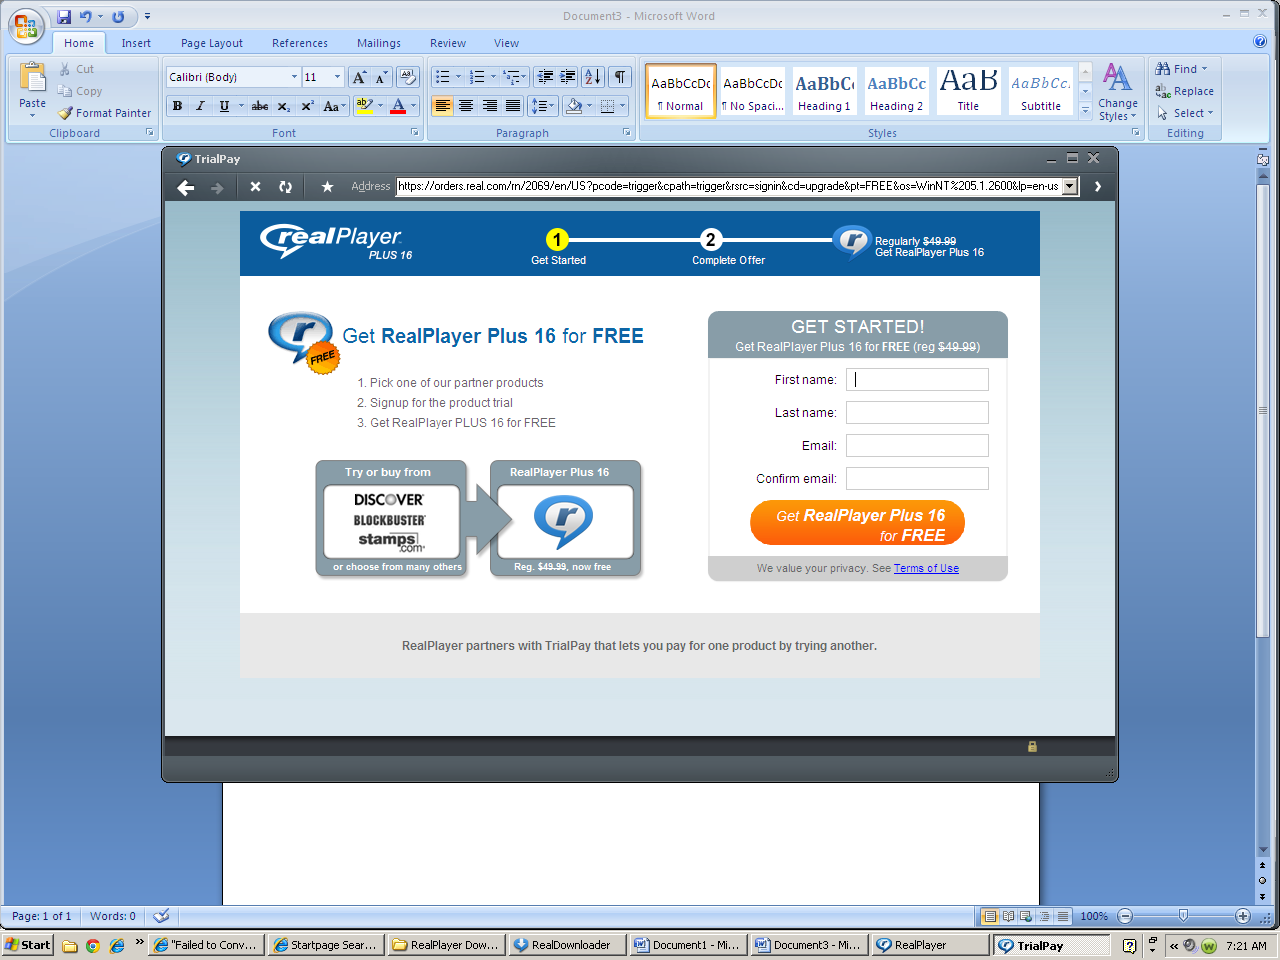 Document3 - Microsoft Word
Home Insert Page Layout References Mailings Review View
Paste
Cut
Copy
Format Painter
Clipboard
Calibri (Body) 11
Font
Paragraph
AaBbCcDc AaBbCcDc AaBbCc AaBbCc AaB AaBbCc.
¶ Normal ¶ No Spaci... Heading 1 Heading 2 Title Subtitle
Change
Styles
Styles
Find
Replace
Select
Editing
TrialPay
Address https://orders.real.com/rn/2069/en/US?pcode=trigger&cpath=trigger&rsrc=signin&cd=upgrade&pt=FREE&os=WinNT%205.1.2600&lp=en-us
realPlayer
PLUS 16
1 2
Get Started Complete Offer
Regularly $49.99
Get RealPlayer Plus 16
Get RealPlayer Plus 16 for FREE
FREE
1. Pick one of our partner products
2. Signup for the product trial
3. Get RealPlayer PLUS 16 for FREE
Try or buy from
DISCOVER
BLOCKBUSTER
stamps.com
or choose from many others
RealPlayer Plus 16
Reg. $49.99, now free
GET STARTED!
Get RealPlayer Plus 16 for FREE (reg $49.99)
First name:
Last name:
Email:
Confirm email:
Get RealPlayer Plus 16
for FREE
We value your privacy. See Terms of Use
RealPlayer partners with TrialPay that lets you pay for one product by trying another.
Page: 1 of 1 Words: 0 100%
Start "Failed to Conv... Startpage Sear... RealPlayer Dow... RealDownloader Document1 - Mi... Document3 - Mi... RealPlayer TrialPay 7:21 AM